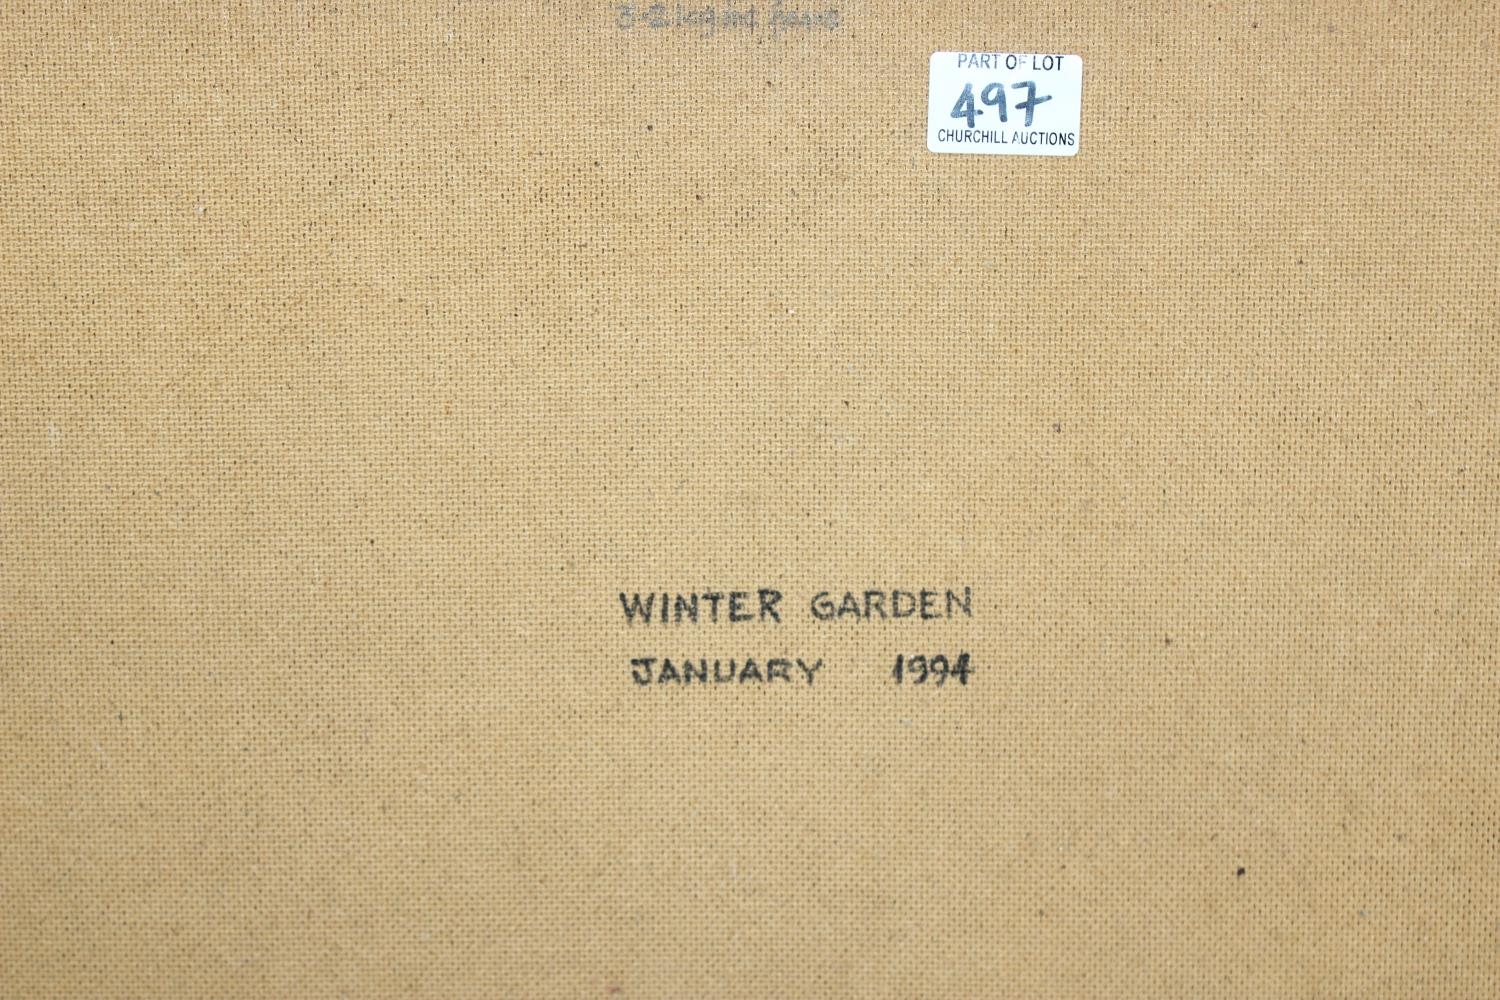 PART OF LOT
497
CHURCHILL AUCTIONS
WINTER GARDEN
JANUARY 1994